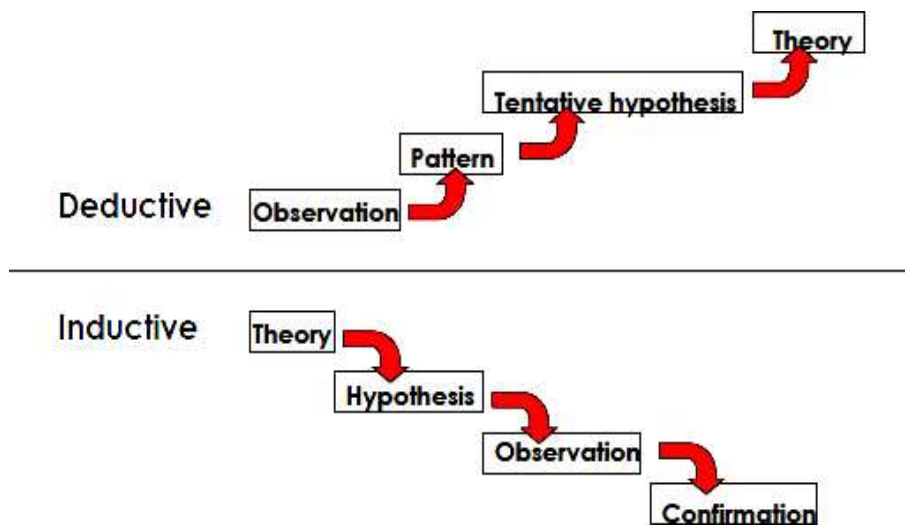 Theory
Tentative hypothesis
Pattern
Deductive
Observation
Inductive
Theory
Hypothesis
Observation
Confirmation